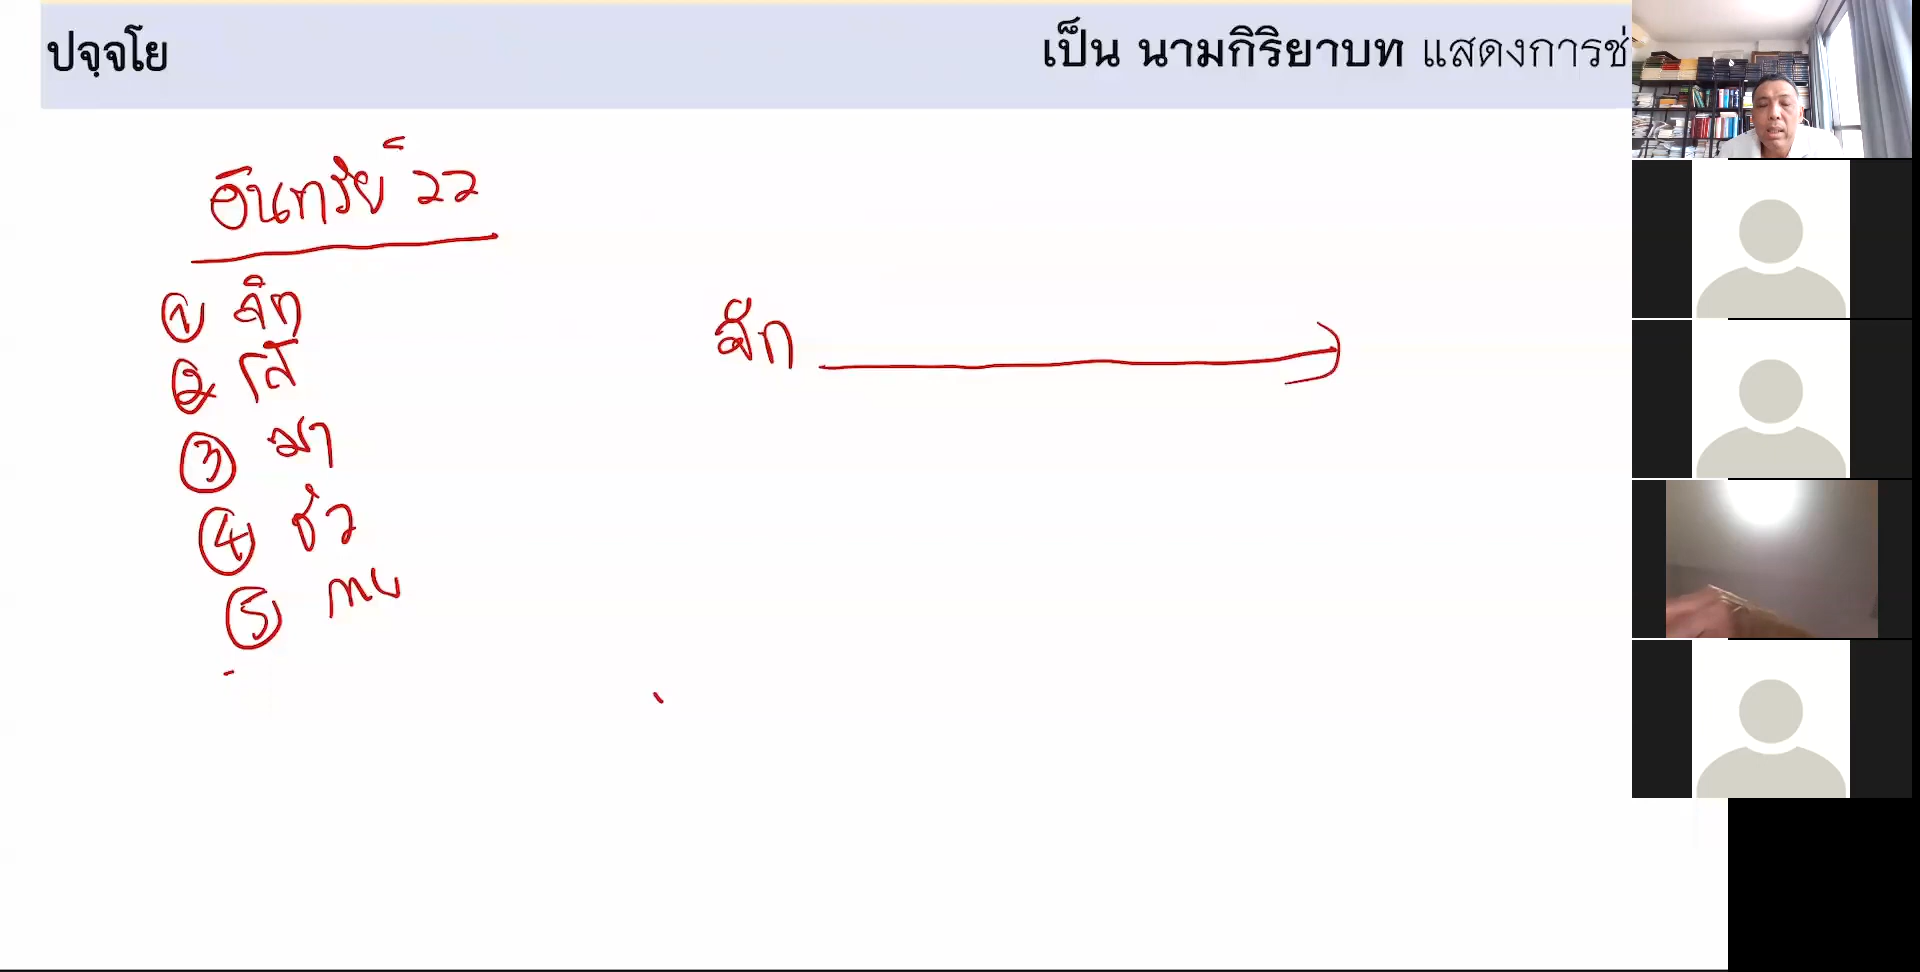 ปจฺจโย เป็น นามกิริยาบท แสดงการช่
อินทรีย์ 22
① จัก
② โส
③ ฆา
④ ชิว
⑤ กาย
จัก